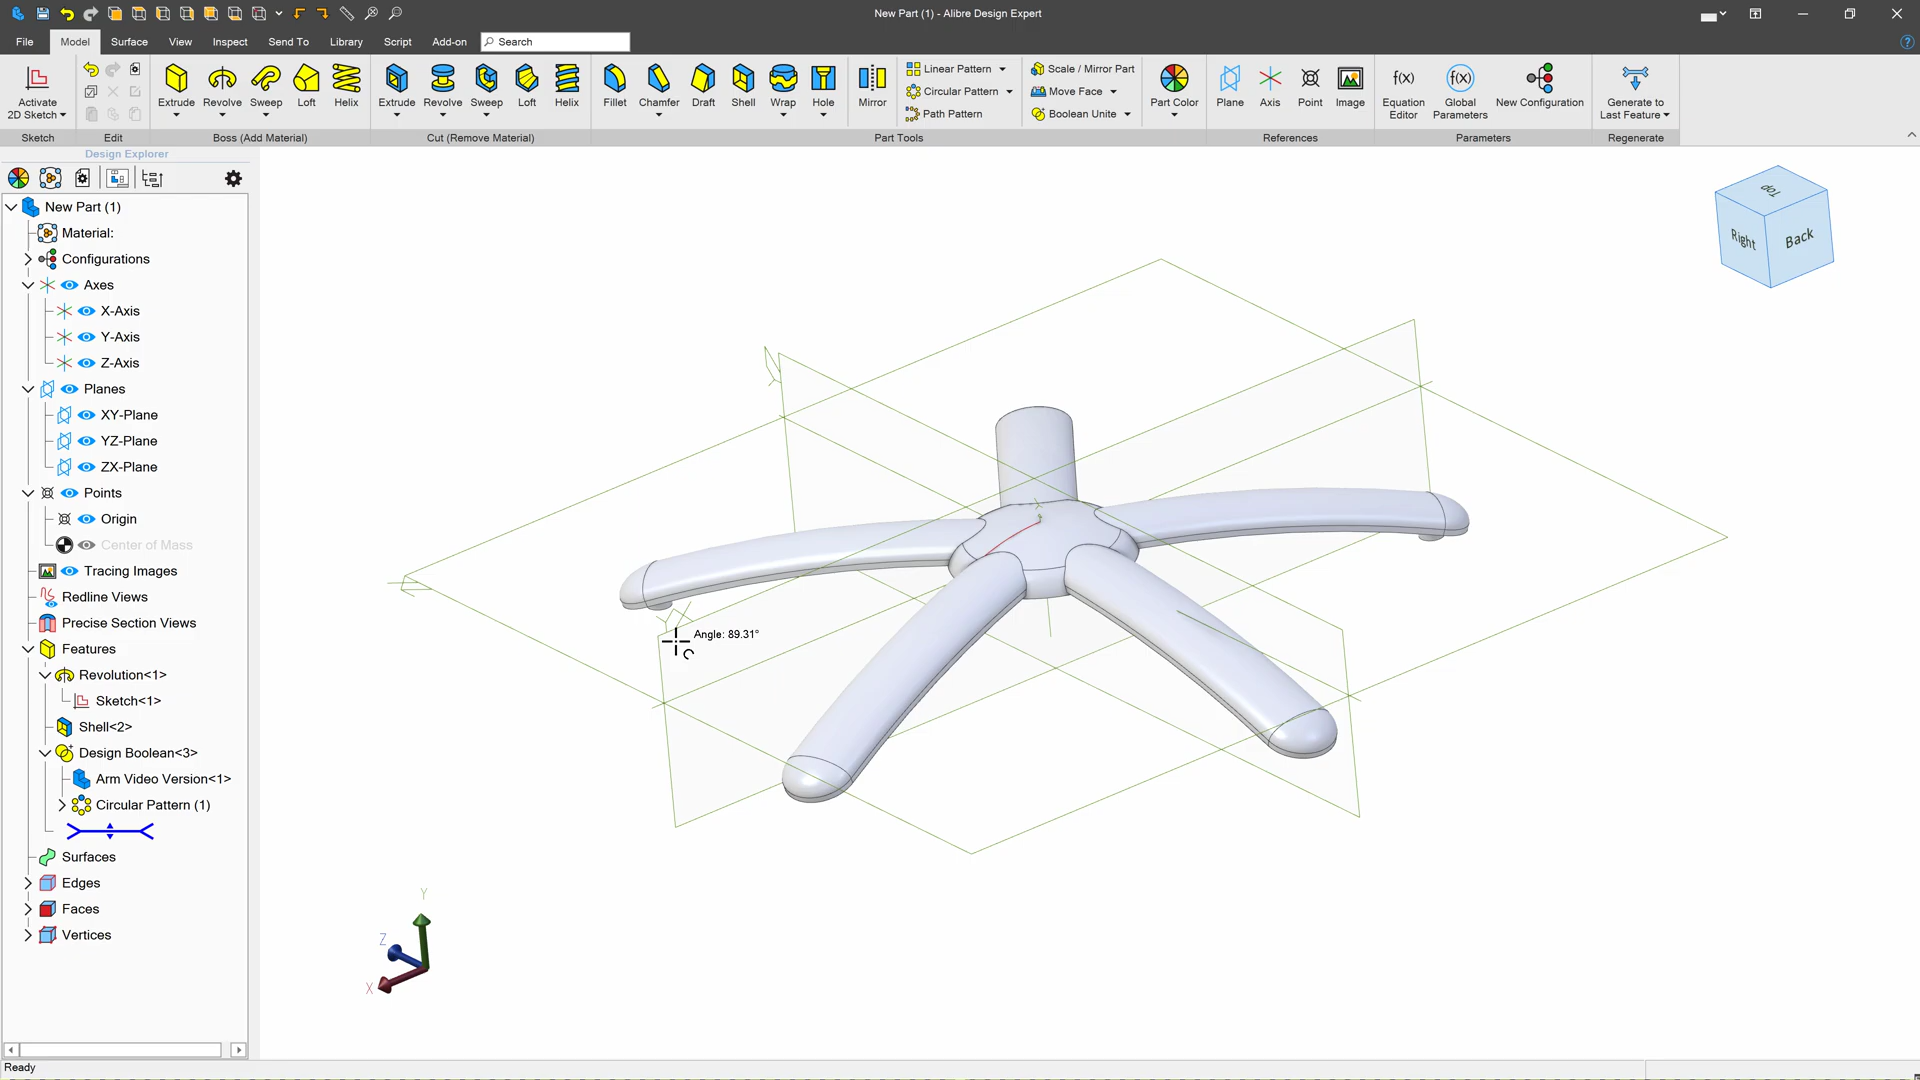 New Part (1) - Alibre Design Expert
File Model Surface View Inspect Send To Library Script Add-on Search
Activate
2D Sketch
Extrude Revolve Sweep Loft Helix
Extrude Revolve Sweep Loft Helix
Fillet Chamfer Draft Shell Wrap Hole
Mirror
Linear Pattern
Circular Pattern
Path Pattern
Scale / Mirror Part
Move Face
Boolean Unite
Part Color
Plane Axis Point Image
Equation
Editor
Global
Parameters
New Configuration
Generate to
Last Feature
f(x)
f(x)
Sketch Edit Boss (Add Material) Cut (Remove Material) Part Tools References Parameters Regenerate
Design Explorer
New Part (1)
Material:
Configurations
Axes
X-Axis
Y-Axis
Z-Axis
Planes
XY-Plane
YZ-Plane
ZX-Plane
Points
Origin
Center of Mass
Tracing Images
Redline Views
Precise Section Views
Features
Revolution<1>
Sketch<1>
Shell<2>
Design Boolean<3>
Arm Video Version<1>
Circular Pattern (1)
Surfaces
Edges
Faces
Vertices
Top
Right
Back
Angle: 89.31°
Y
Z
X
Ready